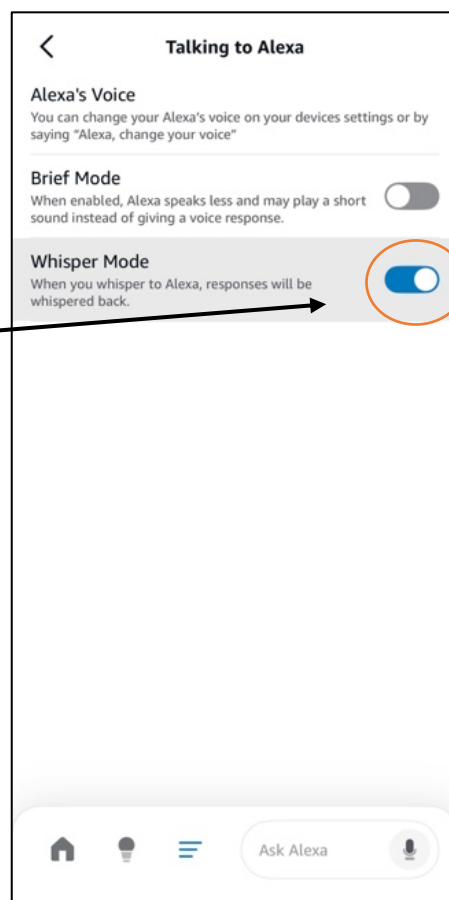 Talking to Alexa
Alexa's Voice
You can change your Alexa's voice on your devices settings or by
saying “Alexa, change your voice”
Brief Mode
When enabled, Alexa speaks less and may play a short
sound instead of giving a voice response.
Whisper Mode
When you whisper to Alexa, responses will be
whispered back.
Ask Alexa